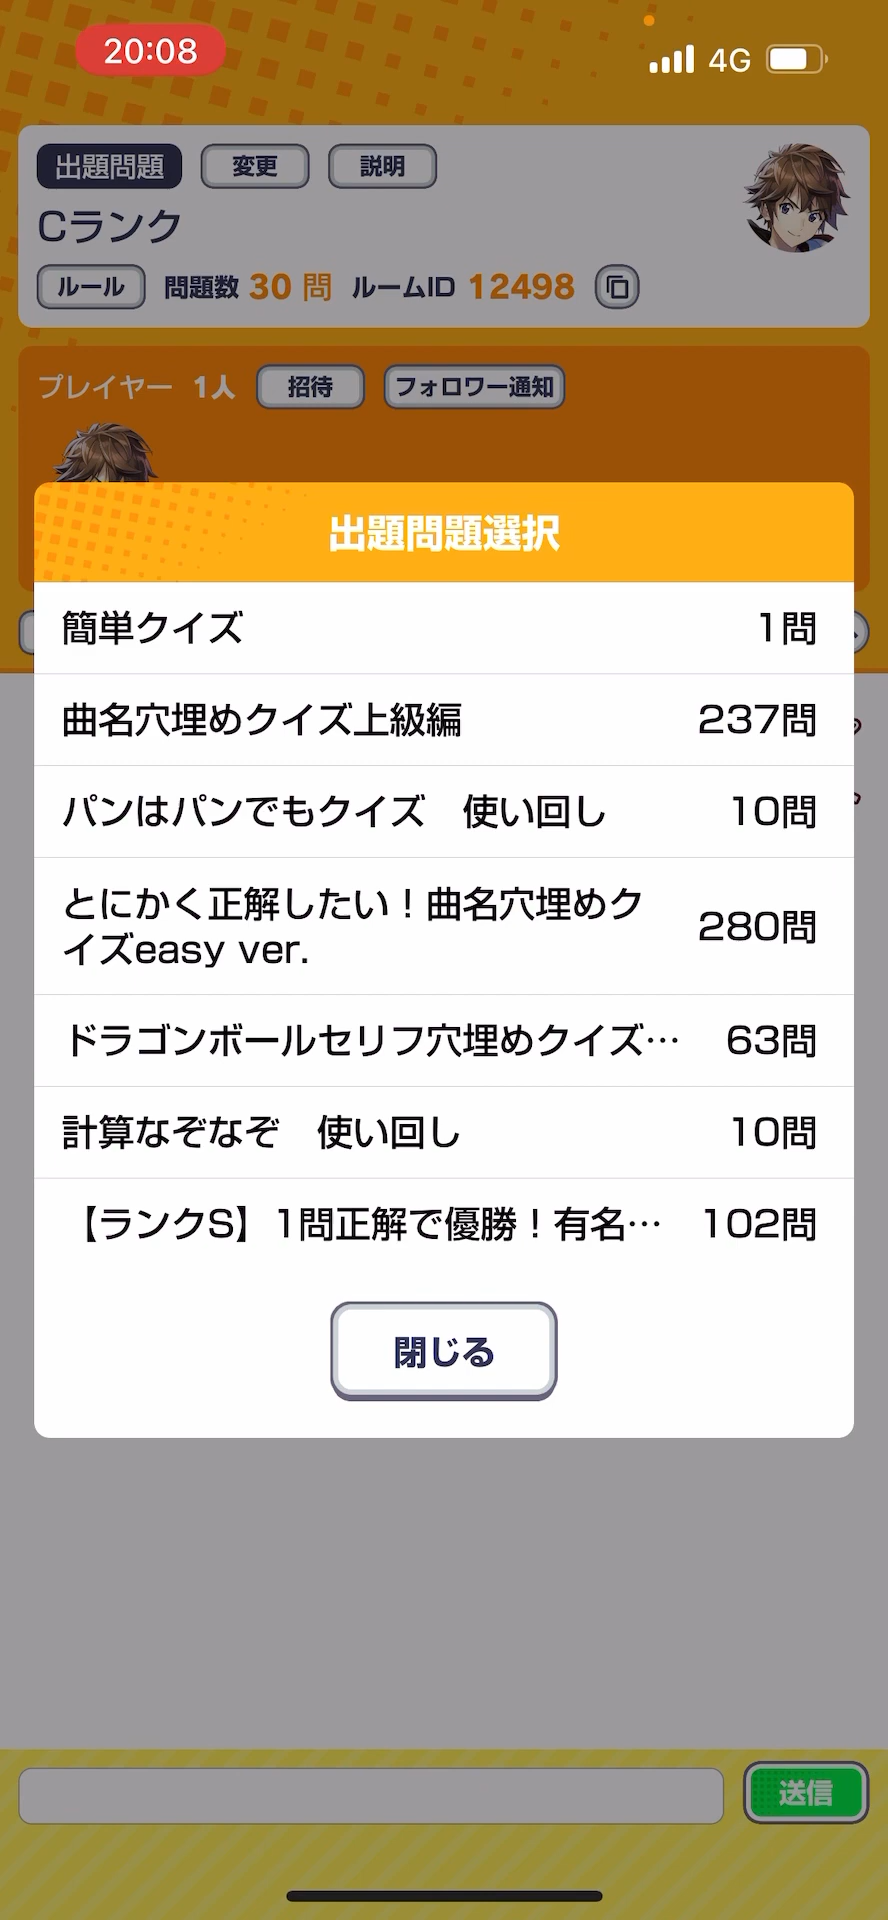 20:08
4G
出題問題 変更 説明
Cランク
ルール 問題数 30 問 ルームID 12498
プレイヤー 1人 招待 フォロワー通知
出題問題選択
簡単クイズ 1問
曲名穴埋めクイズ上級編 237問
パンはパンでもクイズ　使い回し 10問
とにかく正解したい！曲名穴埋めク
イズeasy ver. 280問
ドラゴンボールセリフ穴埋めクイズ… 63問
計算なぞなぞ　使い回し 10問
【ランクS】1問正解で優勝！有名… 102問
閉じる
送信